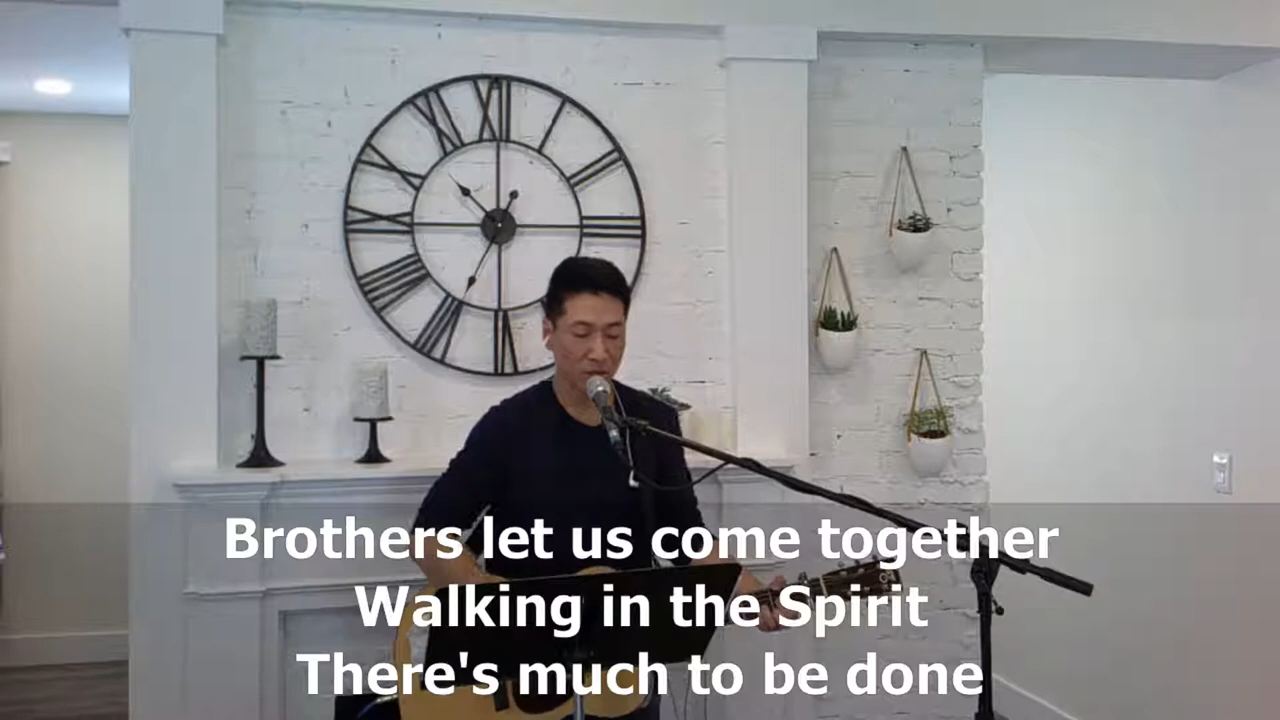 Brothers let us come together
Walking in the Spirit
There's much to be done